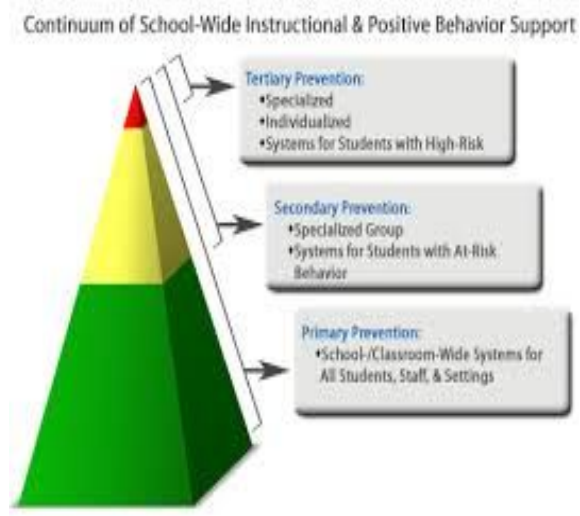 Continuum of School-Wide Instructional & Positive Behavior Support
Tertiary Prevention:
•Specialized
•Individualized
•Systems for Students with High-Risk
Secondary Prevention:
•Specialized Group
•Systems for Students with At-Risk
Behavior
Primary Prevention:
•School-/Classroom-Wide Systems for
All Students, Staff, & Settings